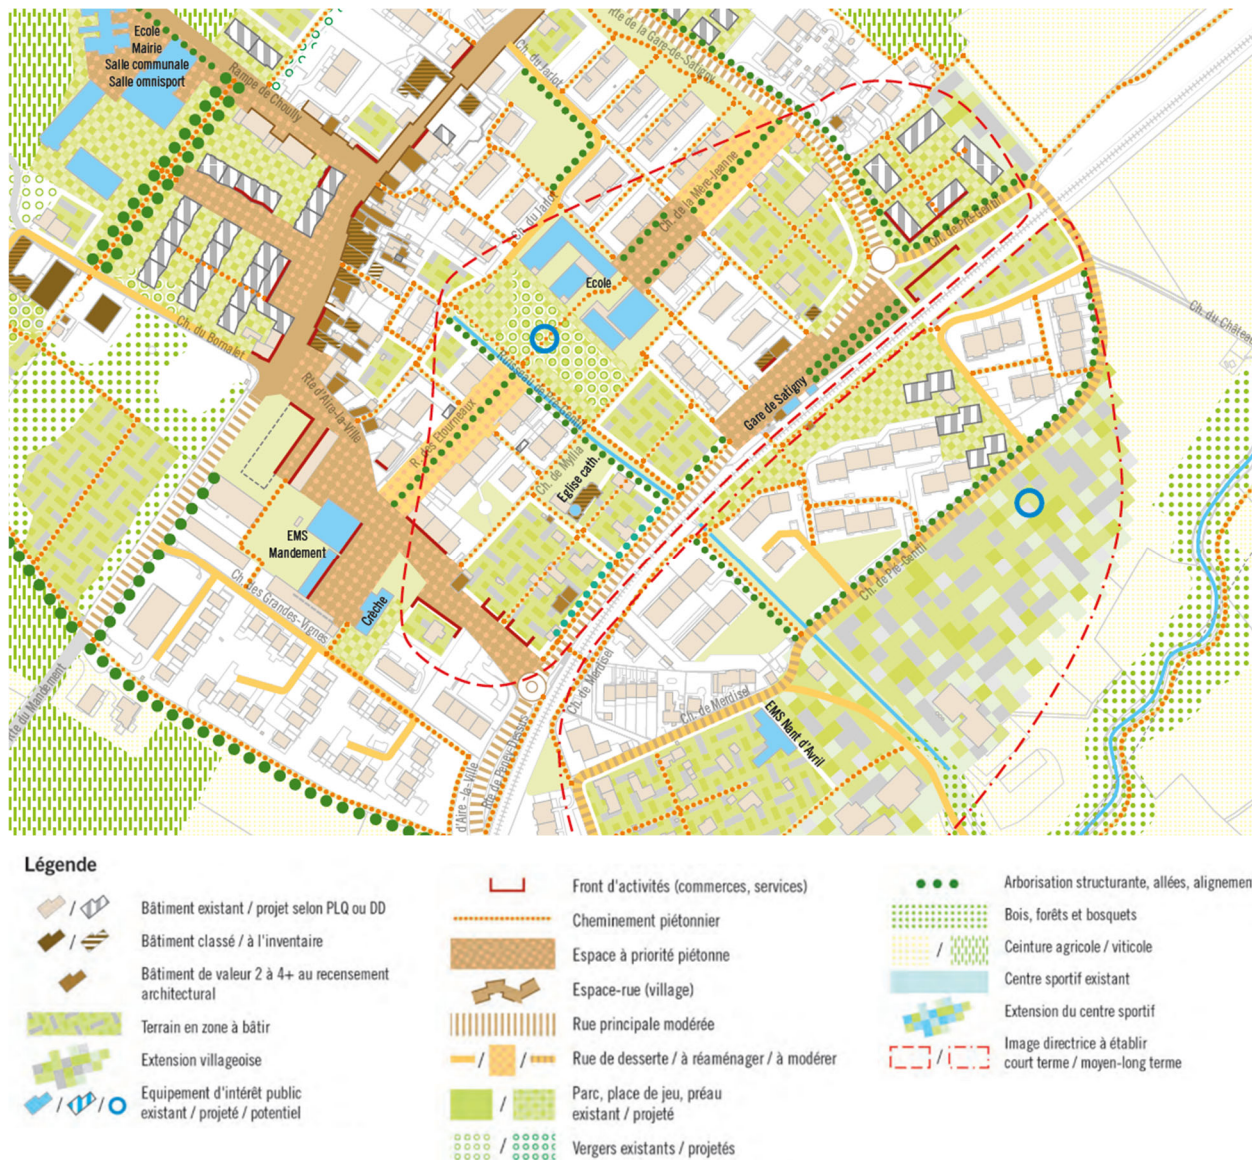 Ecole
Mairie
Salle communale
Salle omnisport
Rampe de Chouilly
Ch. du Jarlot
Rte de la Gare-de-Satigny
Ch. du Jarlot
Ch. de la Mère-Jeanne
Ch. de Pré-Gentil
Ecole
Ch. du Bornalet
Rte d'Aire-la-Ville
R. des Etourneaux
Gare de Satigny
Ch. de Mylia
Eglise cath.
EMS
Mandement
Crèche
Ch. des Grandes-Vignes
Ch. de Pré-Gentil
Rte du Mandement
Ch. de Merdisel
Ch. de Merdisel
EMS Nant d'Avril
d'Aire -la-Ville
Rte de Peney-Dessus
Légende
Bâtiment existant / projet selon PLQ ou DD
Bâtiment classé / à l'inventaire
Bâtiment de valeur 2 à 4+ au recensement
architectural
Terrain en zone à bâtir
Extension villageoise
Equipement d'intérêt public
existant / projeté / potentiel
Front d'activités (commerces, services)
Cheminement piétonnier
Espace à priorité piétonne
Espace-rue (village)
Rue principale modérée
Rue de desserte / à réaménager / à modérer
Parc, place de jeu, préau
existant / projeté
Vergers existants / projetés
Arborisation structurante, allées, alignemen
Bois, forêts et bosquets
Ceinture agricole / viticole
Centre sportif existant
Extension du centre sportif
Image directrice à établir
court terme / moyen-long terme